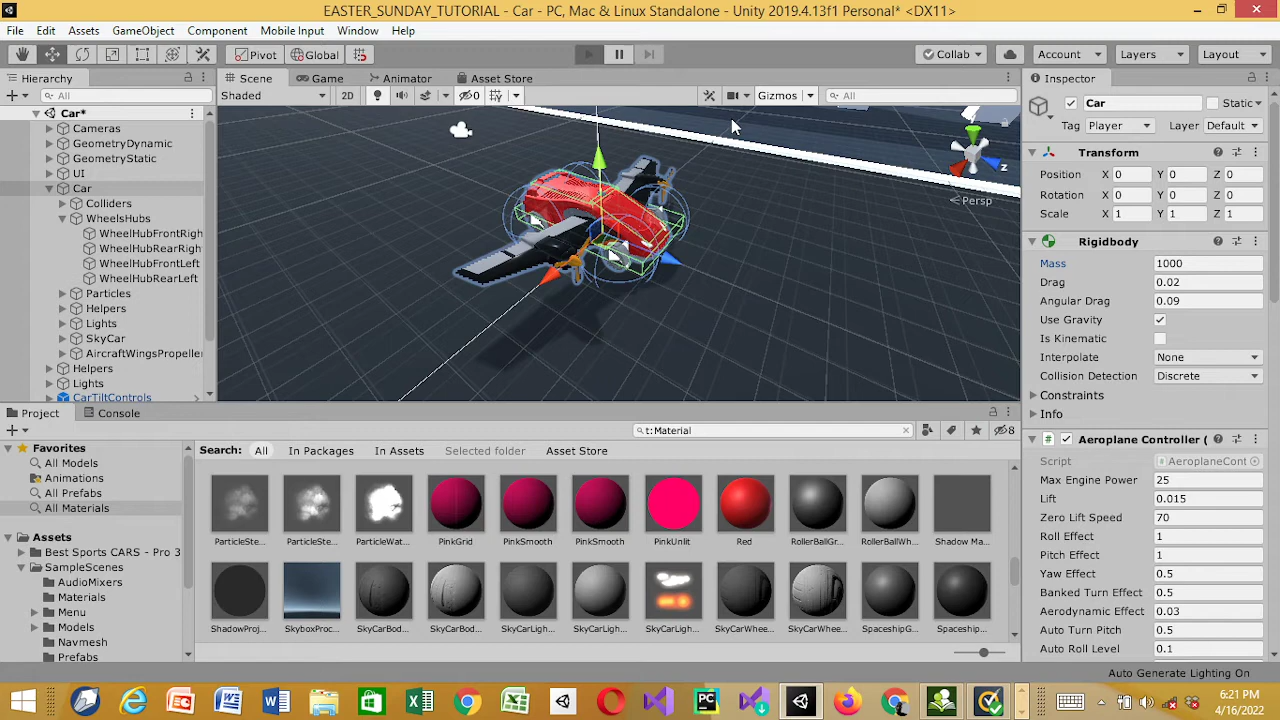 EASTER_SUNDAY_TUTORIAL - Car - PC, Mac & Linux Standalone - Unity 2019.4.13f1 Personal* <DX11>
File Edit Assets GameObject Component Mobile Input Window Help
Pivot Global Collab Account Layers Layout
Hierarchy
All
Car*
Cameras
GeometryDynamic
GeometryStatic
UI
Car
Colliders
WheelsHubs
WheelHubFrontRigh
WheelHubRearRigh
WheelHubFrontLeft
WheelHubRearLeft
Particles
Helpers
Lights
SkyCar
AircraftWingsPropeller
Helpers
Lights
CarTiltControls
Scene Game Animator Asset Store
Shaded 2D 0 Gizmos All
z
Persp
Inspector
Car Static
Tag Player Layer Default
Transform
Position X 0 Y 0 Z 0
Rotation X 0 Y 0 Z 0
Scale X 1 Y 1 Z 1
Rigidbody
Mass 1000
Drag 0.02
Angular Drag 0.09
Use Gravity
Is Kinematic
Interpolate None
Collision Detection Discrete
Constraints
Info
# Aeroplane Controller (
Script AeroplaneCont
Max Engine Power 25
Lift 0.015
Zero Lift Speed 70
Roll Effect 1
Pitch Effect 1
Yaw Effect 0.5
Banked Turn Effect 0.5
Aerodynamic Effect 0.03
Auto Turn Pitch 0.5
Auto Roll Level 0.1
Project Console
t:Material 8
Favorites
All Models
Animations
All Prefabs
All Materials
Assets
Best Sports CARS - Pro 3
SampleScenes
AudioMixers
Materials
Menu
Models
Navmesh
Prefabs
Search: All In Packages In Assets Selected folder Asset Store
ParticleSte... ParticleSte... ParticleWat... PinkGrid PinkSmooth PinkSmooth PinkUnlit Red RollerBallGr... RollerBallWh... Shadow Ma...
ShadowProj... SkyboxProc... SkyCarBod... SkyCarBod... SkyCarLigh... SkyCarLigh... SkyCarLigh... SkyCarWhee... SkyCarWhee... SpaceshipG... Spaceship...
Auto Generate Lighting On
6:21 PM
4/16/2022